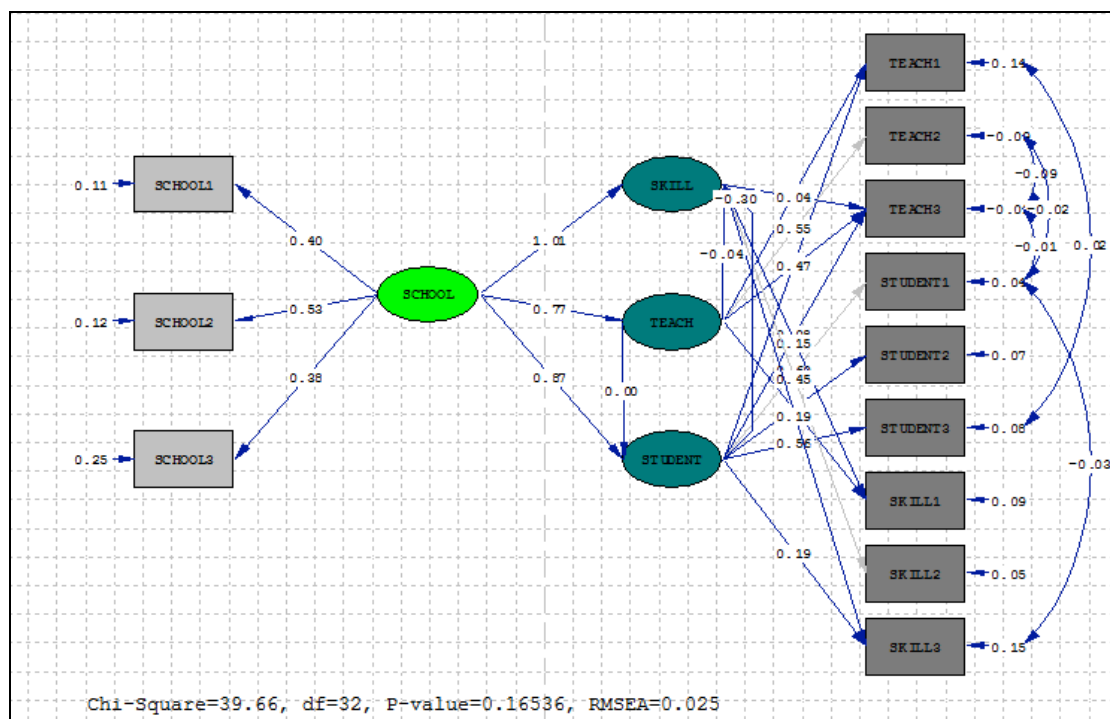 TEACH1
0.14
TEACH2
-0.09
-0.09
SCHOOL1
0.11
SKILL
-0.30
0.04
TEACH3
-0.02
0.40
1.01
0.55
-0.04
0.47
-0.01
0.02
SCHOOL
STUDENT1
0.04
SCHOOL2
0.12
0.53
0.77
TEACH
0.15
STUDENT2
0.07
0.38
0.87
0.00
0.45
0.19
STUDENT3
0.08
0.56
SCHOOL3
0.25
STUDENT
-0.03
SKILL1
0.09
0.19
SKILL2
0.05
SKILL3
0.15
Chi-Square=39.66, df=32, P-value=0.16536, RMSEA=0.025